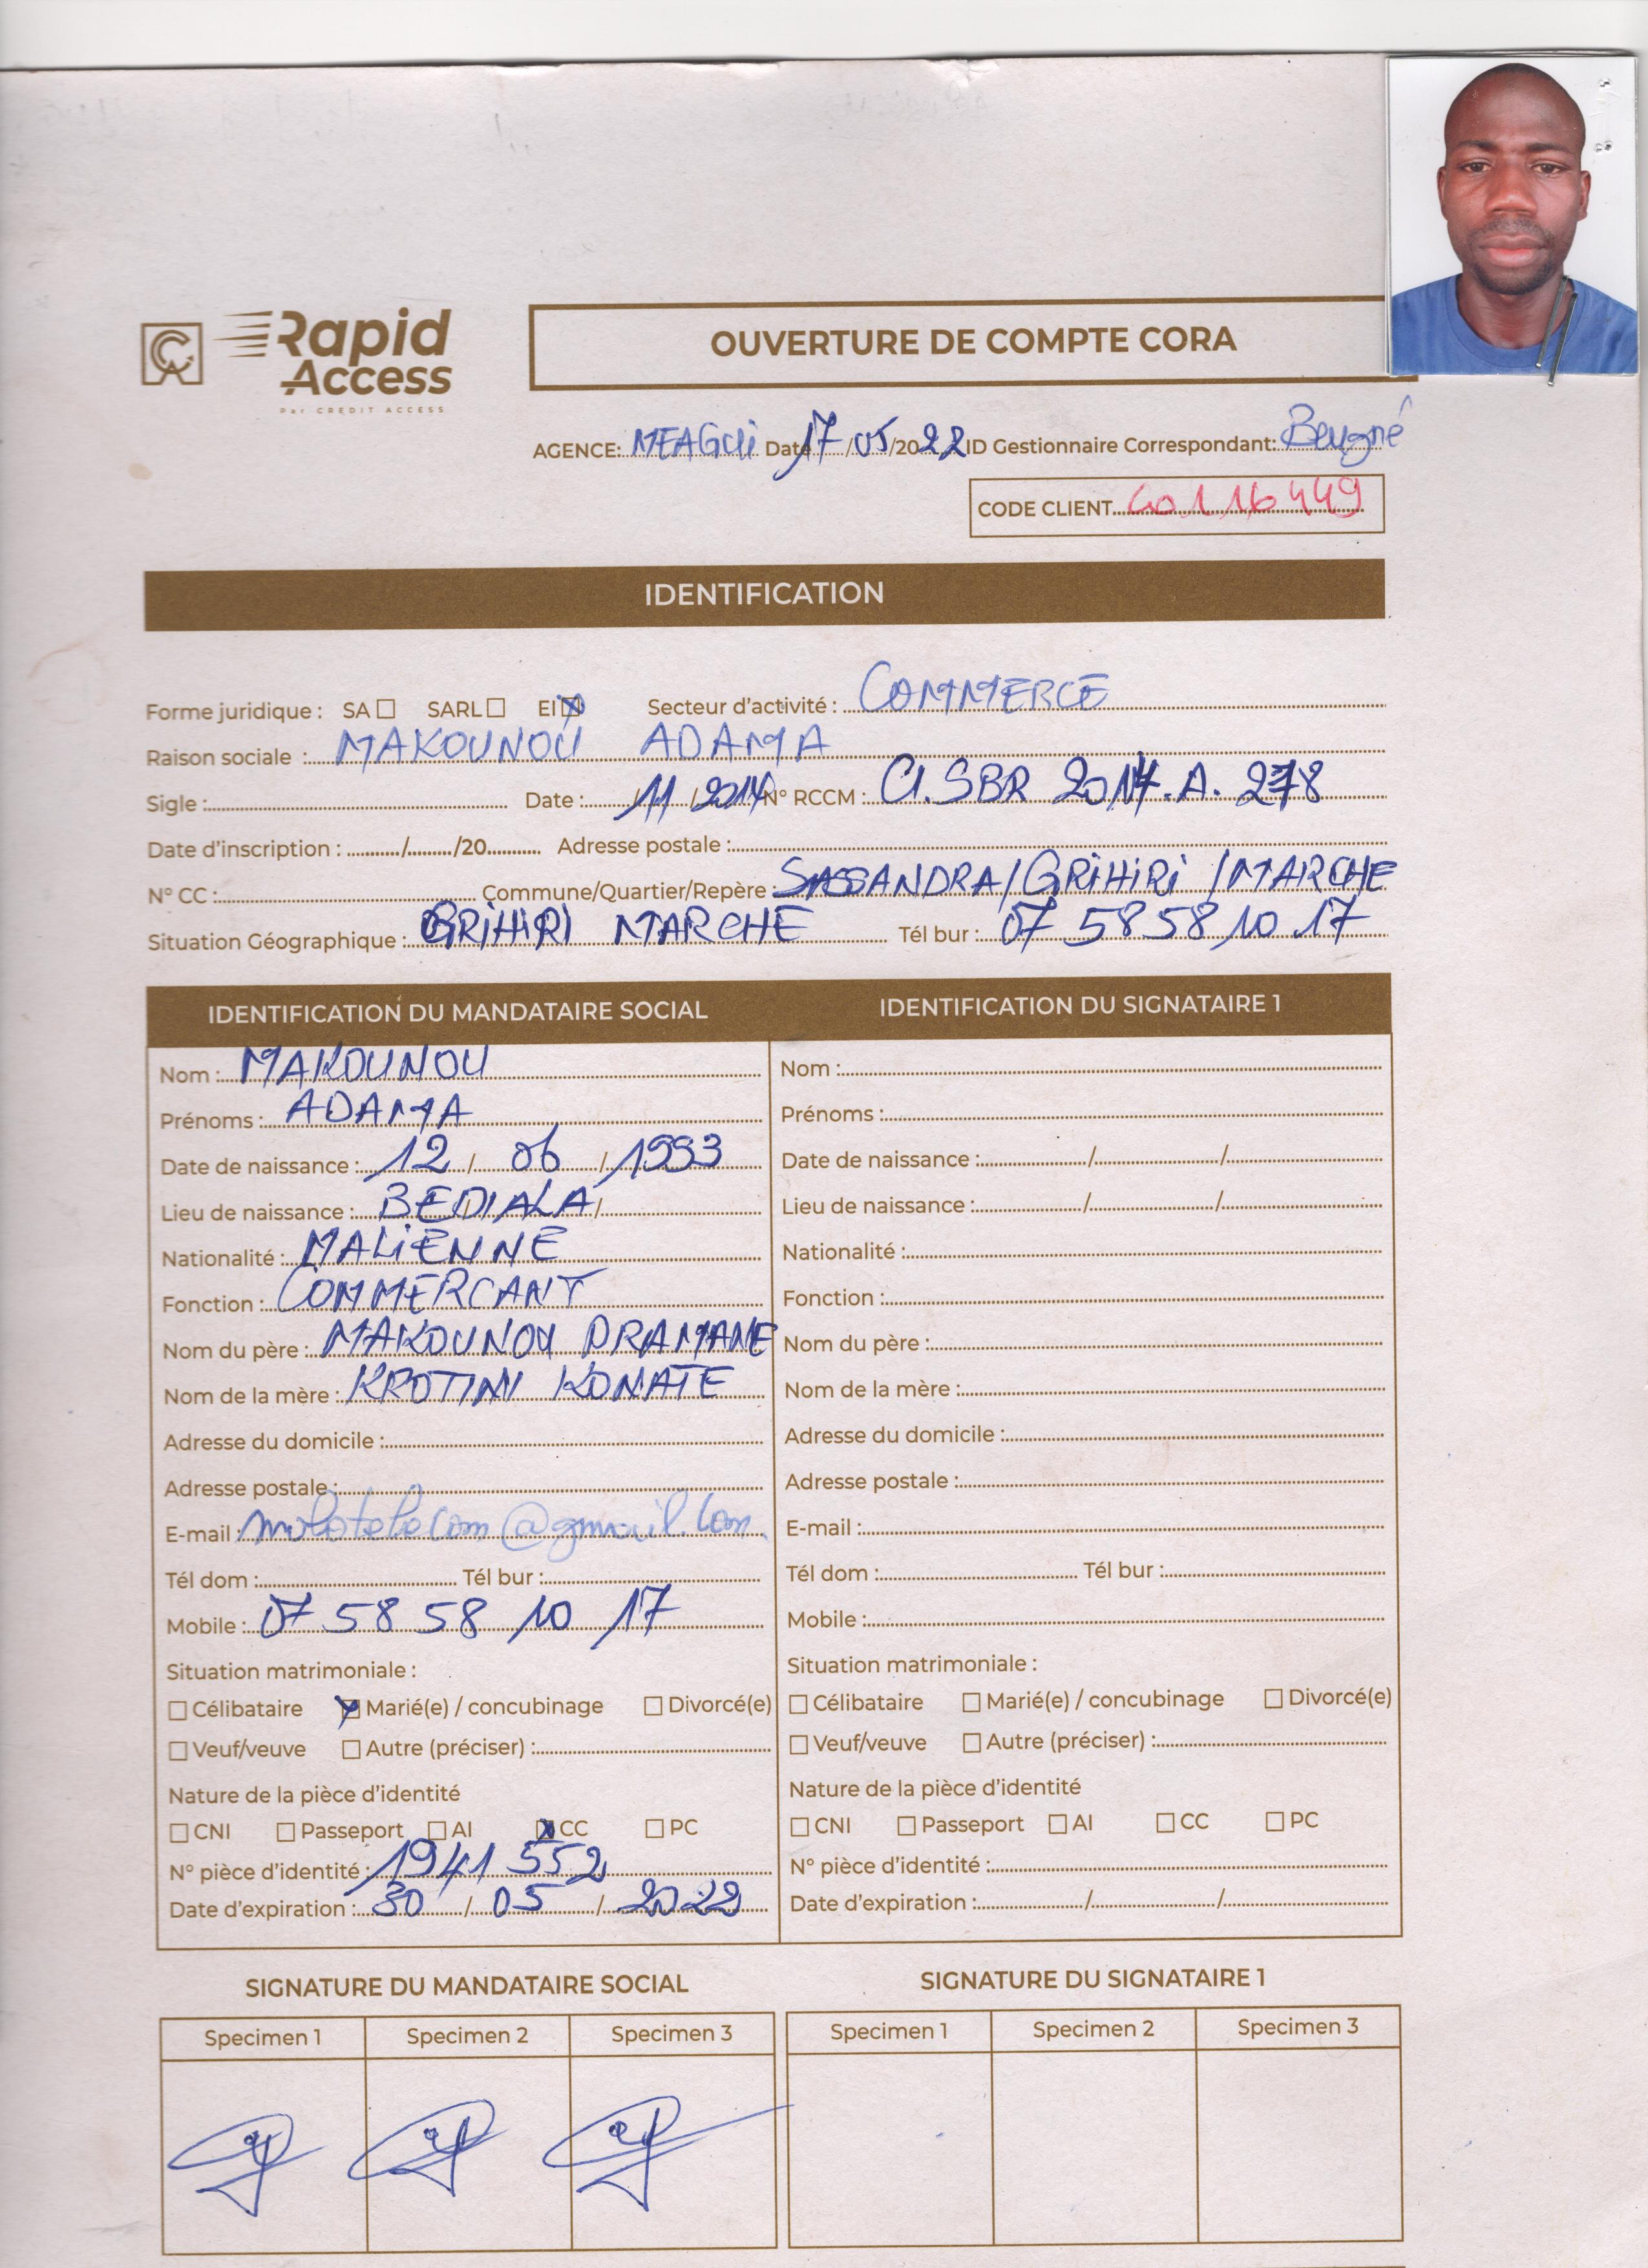 Rapid
Access
Par CREDIT ACCESS
OUVERTURE DE COMPTE CORA
AGENCE: MEAGUI Date 17/05/2022 ID Gestionnaire Correspondant: Beugné
CODE CLIENT 40116449
IDENTIFICATION
Forme juridique : SA SARL EI Secteur d'activité : COMMERCE
Raison sociale : MAKOUNOU ADAMA
Sigle : Date : /11/2014 N° RCCM : CI.SBR 2014.A. 278
Date d'inscription : / /20 Adresse postale :
N° CC : Commune/Quartier/Repère : SASSANDRA/GRIHIRI/MARCHE
Situation Géographique : GRIHIRI MARCHE Tél bur : 07 58 58 10 17
IDENTIFICATION DU MANDATAIRE SOCIAL IDENTIFICATION DU SIGNATAIRE 1
Nom : MAKOUNOU
Prénoms : ADAMA
Date de naissance : 12 / 06 / 1993
Lieu de naissance : BEDIALA /
Nationalité : MALIENNE
Fonction : COMMERCANT
Nom du père : MAKOUNOU DRAMANE
Nom de la mère : KROTIMI KONATE
Adresse du domicile :
Adresse postale :
E-mail : @gmail.com
Tél dom : Tél bur :
Mobile : 07 58 58 10 17
Situation matrimoniale :
Célibataire Marié(e) / concubinage Divorcé(e)
Veuf/veuve Autre (préciser) :
Nature de la pièce d'identité
CNI Passeport AI CC PC
N° pièce d'identité : 1941 552
Date d'expiration : 30 / 05 / 2022
Nom :
Prénoms :
Date de naissance : / /
Lieu de naissance : / /
Nationalité :
Fonction :
Nom du père :
Nom de la mère :
Adresse du domicile :
Adresse postale :
E-mail :
Tél dom : Tél bur :
Mobile :
Situation matrimoniale :
Célibataire Marié(e) / concubinage Divorcé(e)
Veuf/veuve Autre (préciser) :
Nature de la pièce d'identité
CNI Passeport AI CC PC
N° pièce d'identité :
Date d'expiration : / /
SIGNATURE DU MANDATAIRE SOCIAL SIGNATURE DU SIGNATAIRE 1
Specimen 1 Specimen 2 Specimen 3 Specimen 1 Specimen 2 Specimen 3